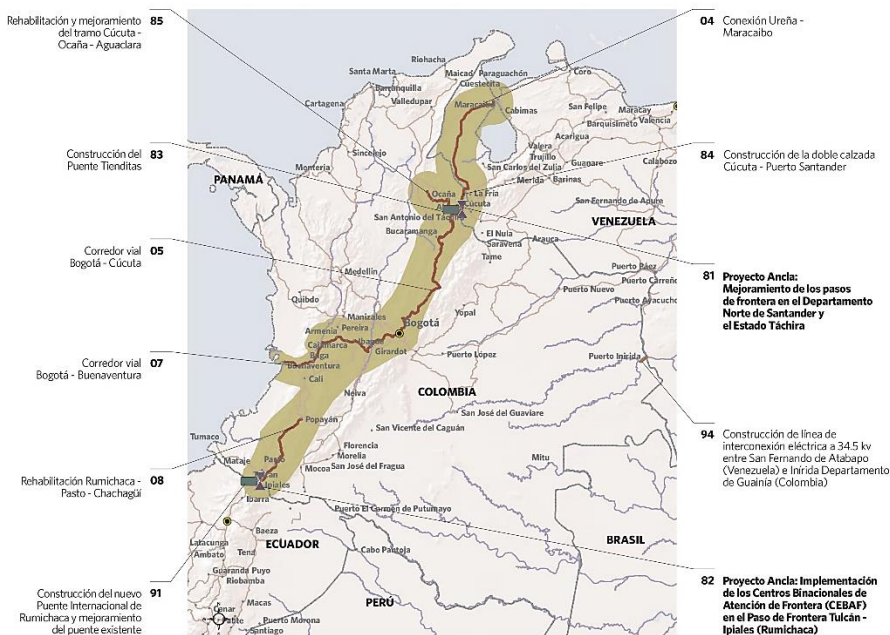 Rehabilitación y mejoramiento 85
del tramo Cúcuta -
Ocaña - Aguaclara
Construcción del 83
Puente Tienditas
Corredor vial 05
Bogotá - Cúcuta
Corredor vial 07
Bogotá - Buenaventura
Rehabilitación Rumichaca - 08
Pasto - Chachagüí
Construcción del nuevo 91
Puente Internacional de
Rumichaca y mejoramiento
del puente existente
04 Conexión Ureña -
Maracaibo
84 Construcción de la doble calzada
Cúcuta - Puerto Santander
81 Proyecto Ancla:
Mejoramiento de los pasos
de frontera en el Departamento
Norte de Santander y
el Estado Táchira
94 Construcción de línea de
interconexión eléctrica a 34.5 kv
entre San Fernando de Atabapo
(Venezuela) e Inírida Departamento
de Guainía (Colombia)
82 Proyecto Ancla: Implementación
de los Centros Binacionales de
Atención de Frontera (CEBAF)
en el Paso de Frontera Tulcán -
Ipiales (Rumichaca)
Riohacha
Santa Marta
Maicao
Paraguachón
Cuestecita
Coro
Barranquilla
Valledupar
Cartagena
Maracaibo
Cabimas
San Felipe
Maracay
Barquisimeto
Valencia
Acarigua
Sincelejo
Valera
Trujillo
Guanare
Calabozo
Montería
San Carlos del Zulia
PANAMÁ
Merida
Barinas
Ocaña
La Fría
Cúcuta
San Fernando de Apure
San Antonio del Táchira
VENEZUELA
Bucaramanga
El Nula
Saravena
Arauca
Tame
Medellín
Puerto Páez
Puerto Carreño
Puerto Nuevo
Puerto Ayacucho
Quibdo
Manizales
Pereira
Armenia
Bogotá
Yopal
Cajamarca
Ibagué
Buga
Girardot
Buenaventura
Puerto López
Puerto Inírida
Cali
COLOMBIA
Neiva
San José del Guaviare
Popayán
San Vicente del Caguán
Tumaco
Florencia
Morelia
Mitu
Mataje
Pasto
Mocoa
San José del Fragua
Ipiales
Ibarra
Puerto El Carmen de Putumayo
BRASIL
Baeza
ECUADOR
Latacunga
Tena
Cabo Pantoja
Ambato
Guaranda
Puyo
Riobamba
PERÚ
Macas
Puerto Morona
Santiago